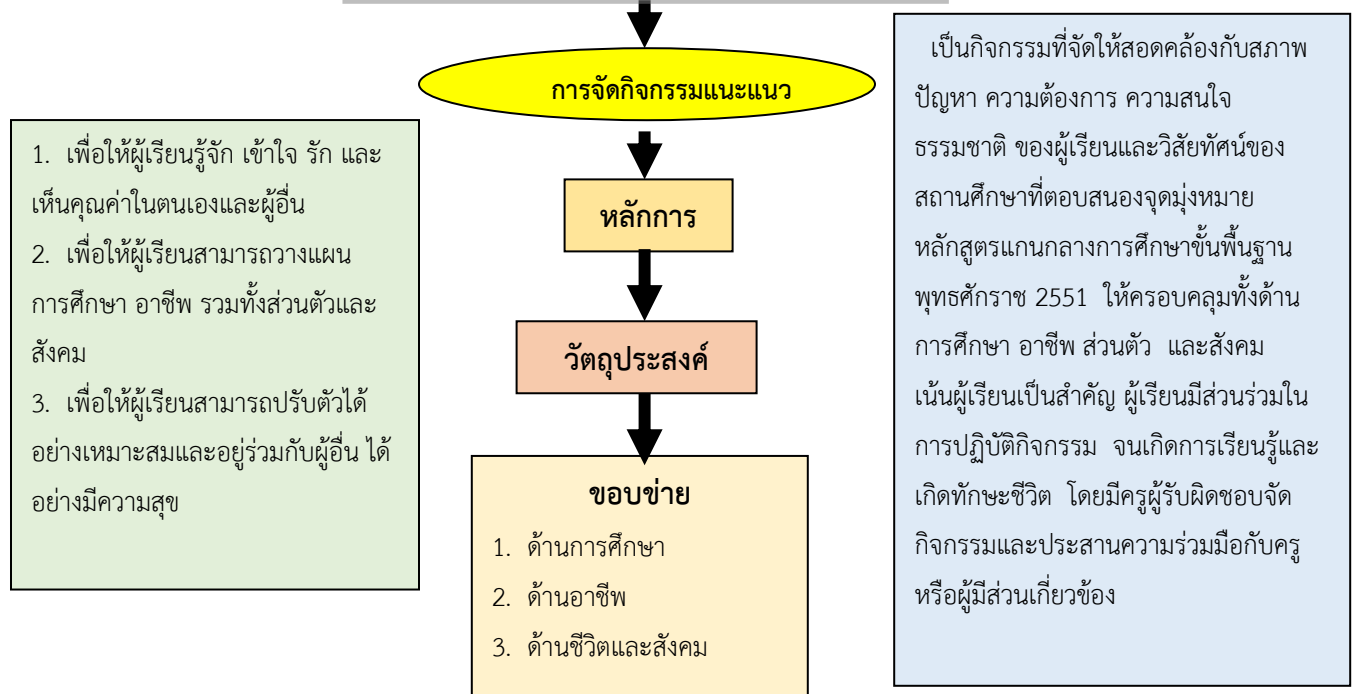 การจัดกิจกรรมแนะแนว
1. เพื่อให้ผู้เรียนรู้จัก เข้าใจ รัก และ
เห็นคุณค่าในตนเองและผู้อื่น
2. เพื่อให้ผู้เรียนสามารถวางแผน
การศึกษา อาชีพ รวมทั้งส่วนตัวและ
สังคม
3. เพื่อให้ผู้เรียนสามารถปรับตัวได้
อย่างเหมาะสมและอยู่ร่วมกับผู้อื่น ได้
อย่างมีความสุข
หลักการ
วัตถุประสงค์
ขอบข่าย
1. ด้านการศึกษา
2. ด้านอาชีพ
3. ด้านชีวิตและสังคม
เป็นกิจกรรมที่จัดให้สอดคล้องกับสภาพ
ปัญหา ความต้องการ ความสนใจ
ธรรมชาติ ของผู้เรียนและวิสัยทัศน์ของ
สถานศึกษาที่ตอบสนองจุดมุ่งหมาย
หลักสูตรแกนกลางการศึกษาขั้นพื้นฐาน
พุทธศักราช 2551 ให้ครอบคลุมทั้งด้าน
การศึกษา อาชีพ ส่วนตัว และสังคม
เน้นผู้เรียนเป็นสำคัญ ผู้เรียนมีส่วนร่วมใน
การปฏิบัติกิจกรรม จนเกิดการเรียนรู้และ
เกิดทักษะชีวิต โดยมีครูผู้รับผิดชอบจัด
กิจกรรมและประสานความร่วมมือกับครู
หรือผู้มีส่วนเกี่ยวข้อง